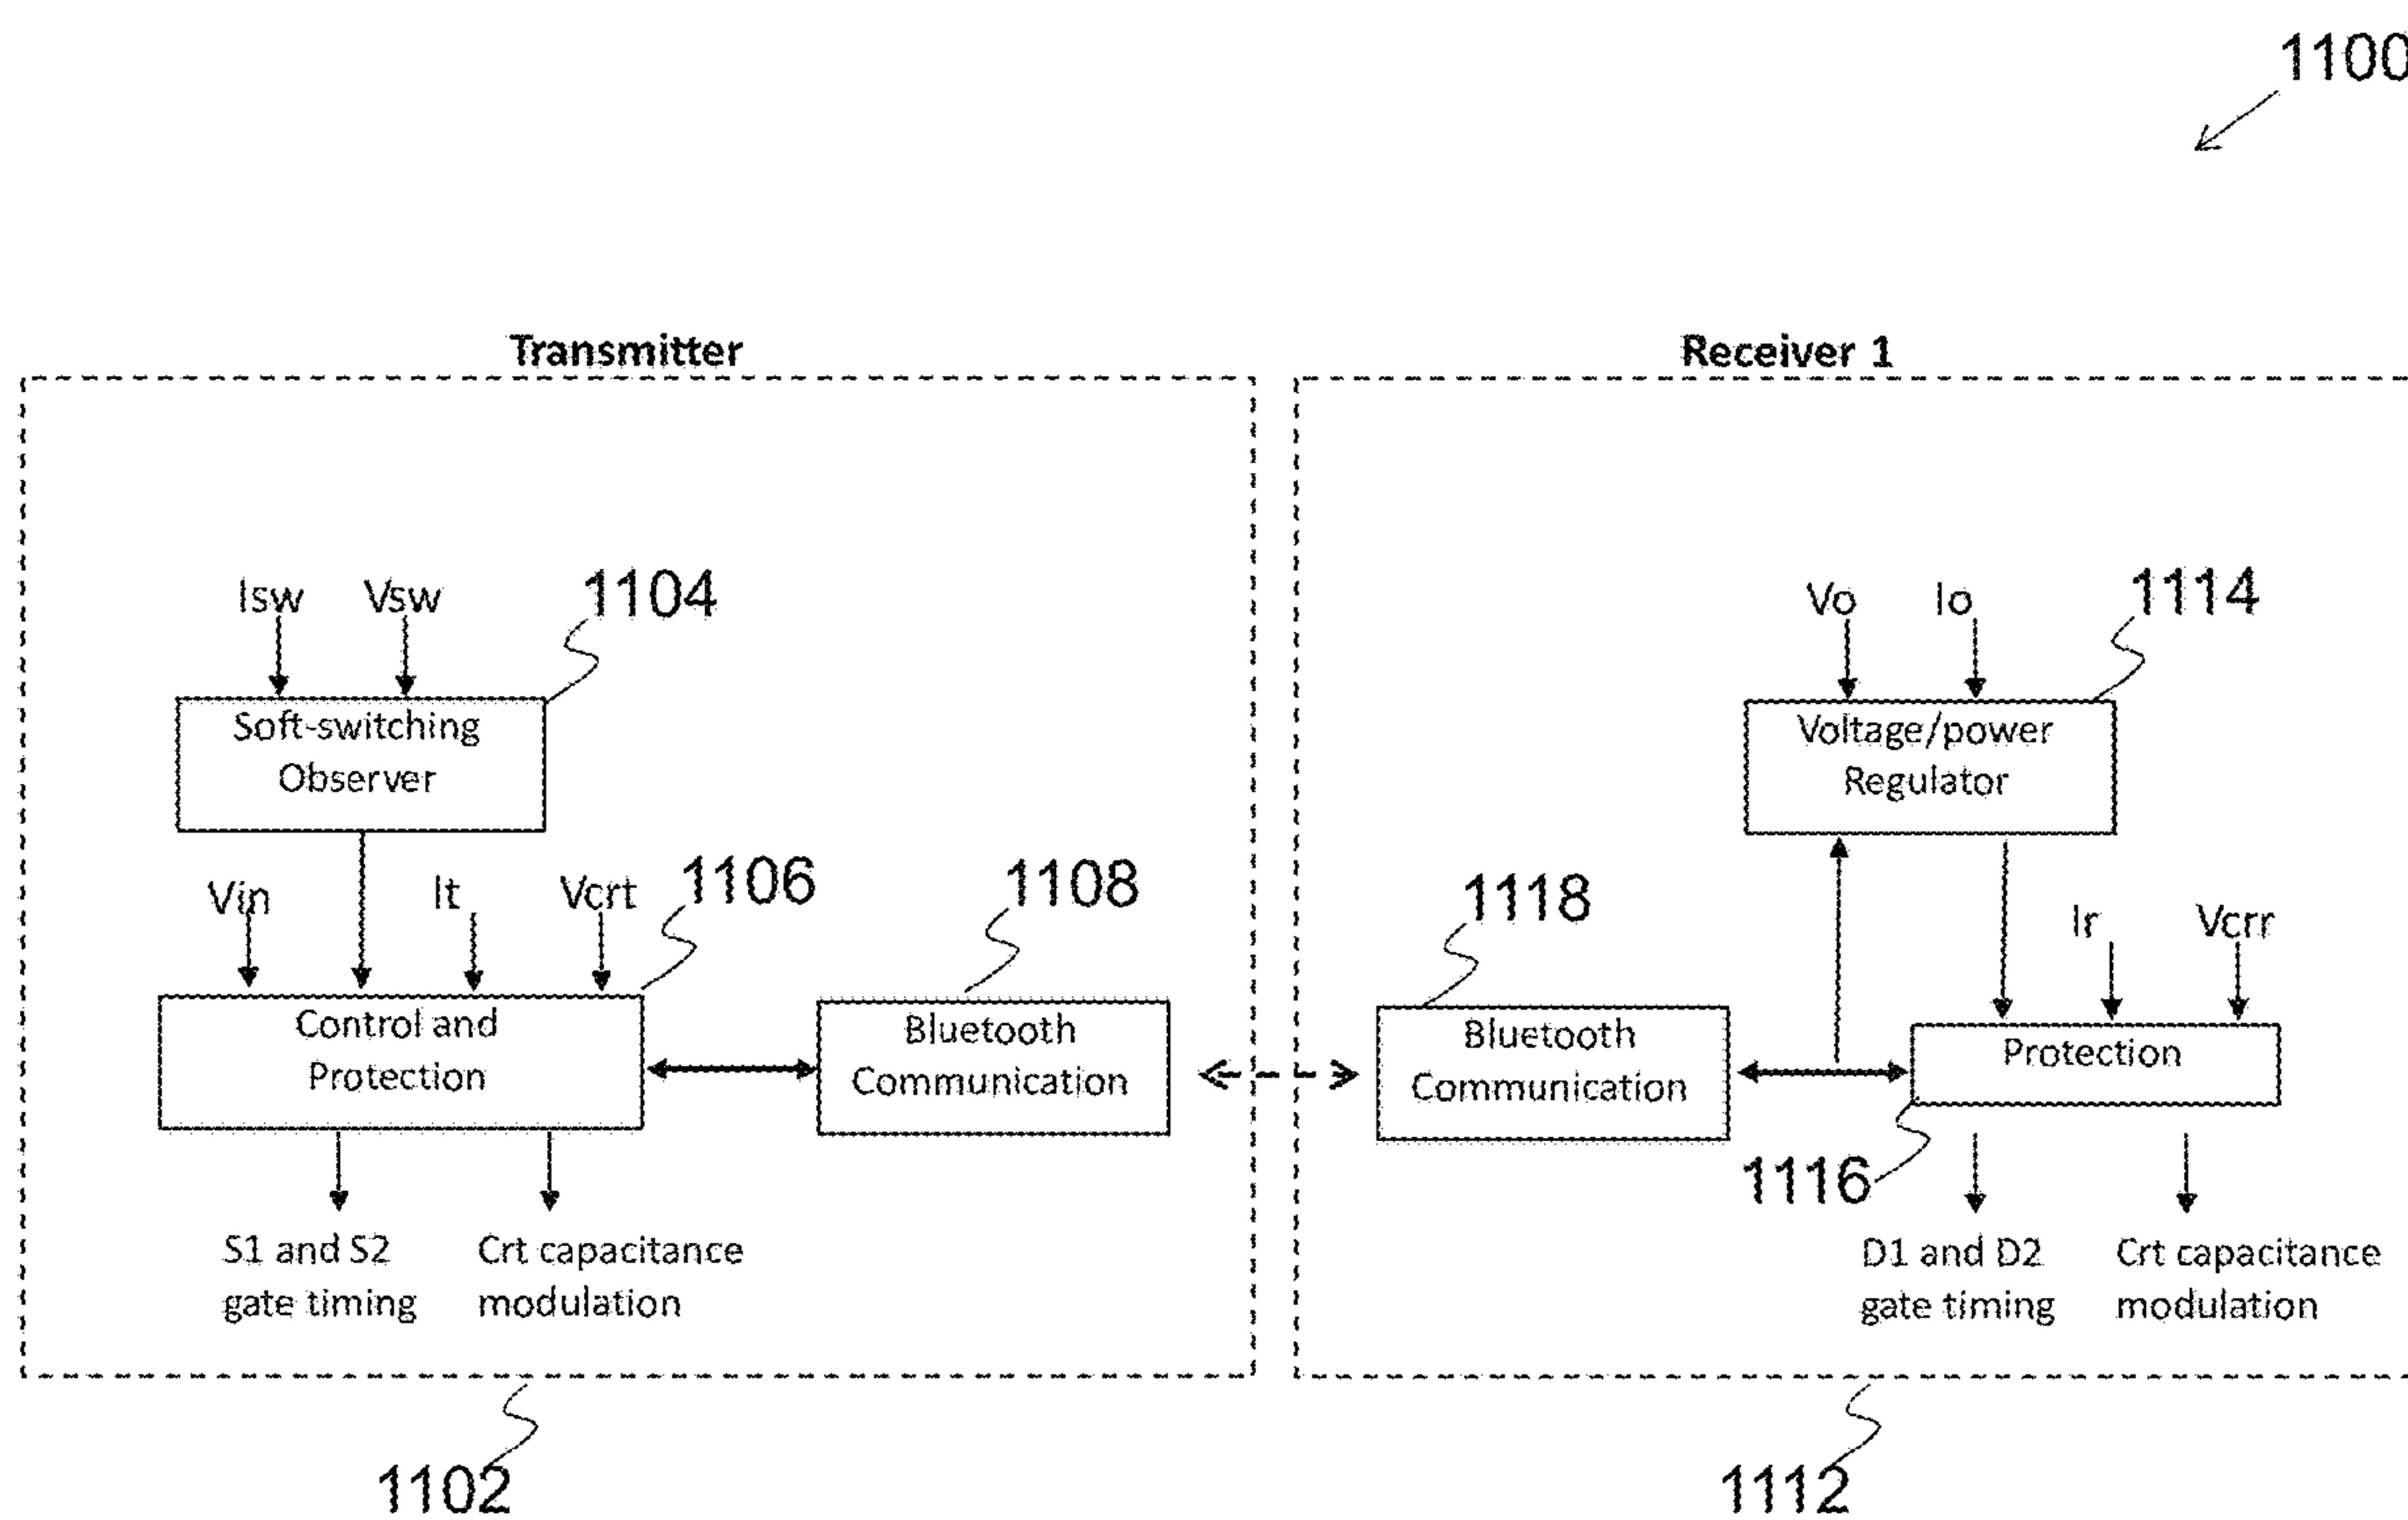 1100
Transmitter
Receiver 1
Isw Vsw 1104
Vo Io 1114
Soft-switching
Observer
Voltage/power
Regulator
Vin It Vcrt 1106 1108
1118 Ir Vcrr
Control and
Protection
Bluetooth
Communication
Bluetooth
Communication
Protection
1116
S1 and S2
gate timing
Crt capacitance
modulation
D1 and D2
gate timing
Crt capacitance
modulation
1102
1112